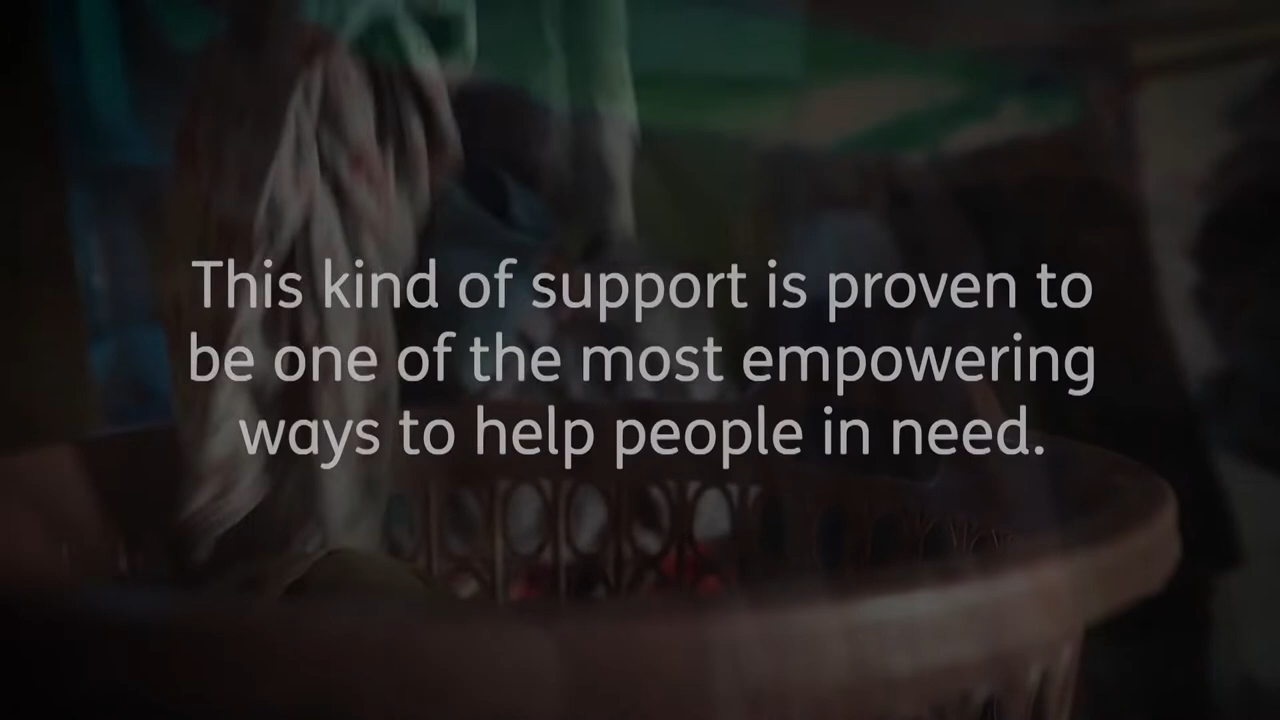 This kind of support is proven to
be one of the most empowering
ways to help people in need.